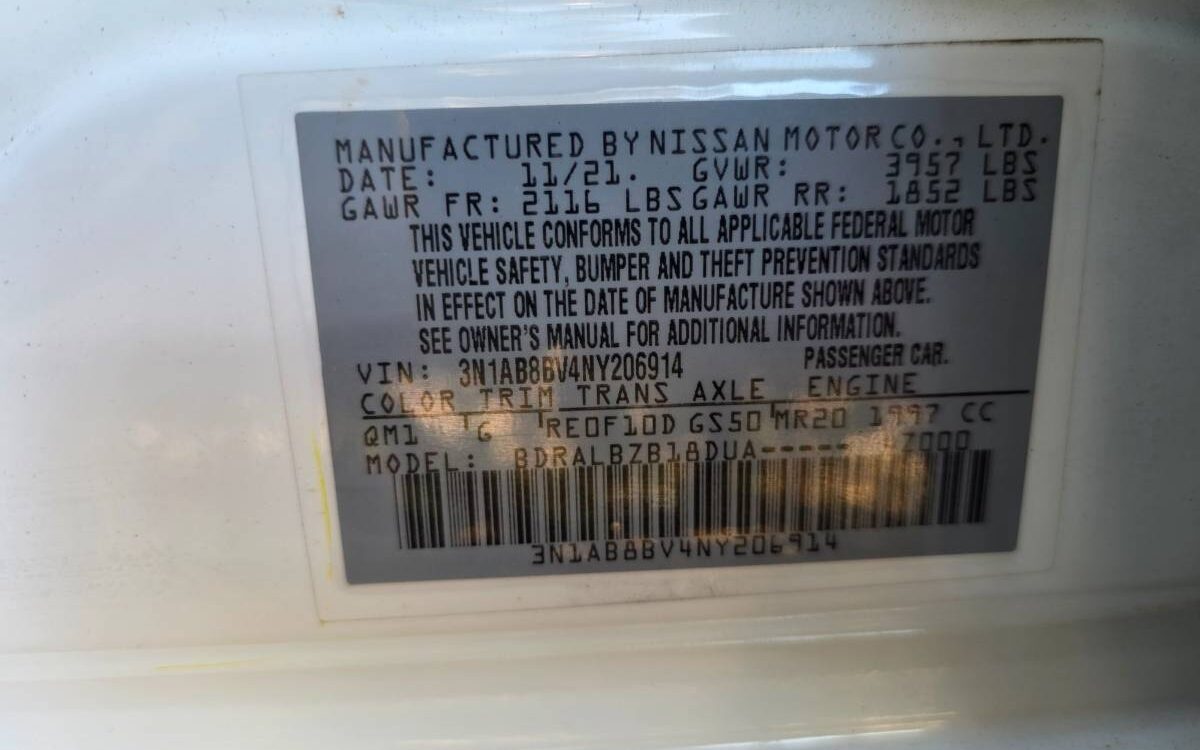 MANUFACTURED BY NISSAN MOTOR CO., LTD.
DATE: 11/21. GVWR: 3957 LBS
GAWR FR: 2116 LBS GAWR RR: 1852 LBS
THIS VEHICLE CONFORMS TO ALL APPLICABLE FEDERAL MOTOR
VEHICLE SAFETY, BUMPER AND THEFT PREVENTION STANDARDS
IN EFFECT ON THE DATE OF MANUFACTURE SHOWN ABOVE.
SEE OWNER'S MANUAL FOR ADDITIONAL INFORMATION.
VIN: 3N1AB8BV4NY206914 PASSENGER CAR.
COLOR TRIM TRANS AXLE ENGINE
QM1 G RE0F10D GS50 MR20 1997 CC
MODEL: BDRALBZB18DUA-----
3N1AB8BV4NY206914